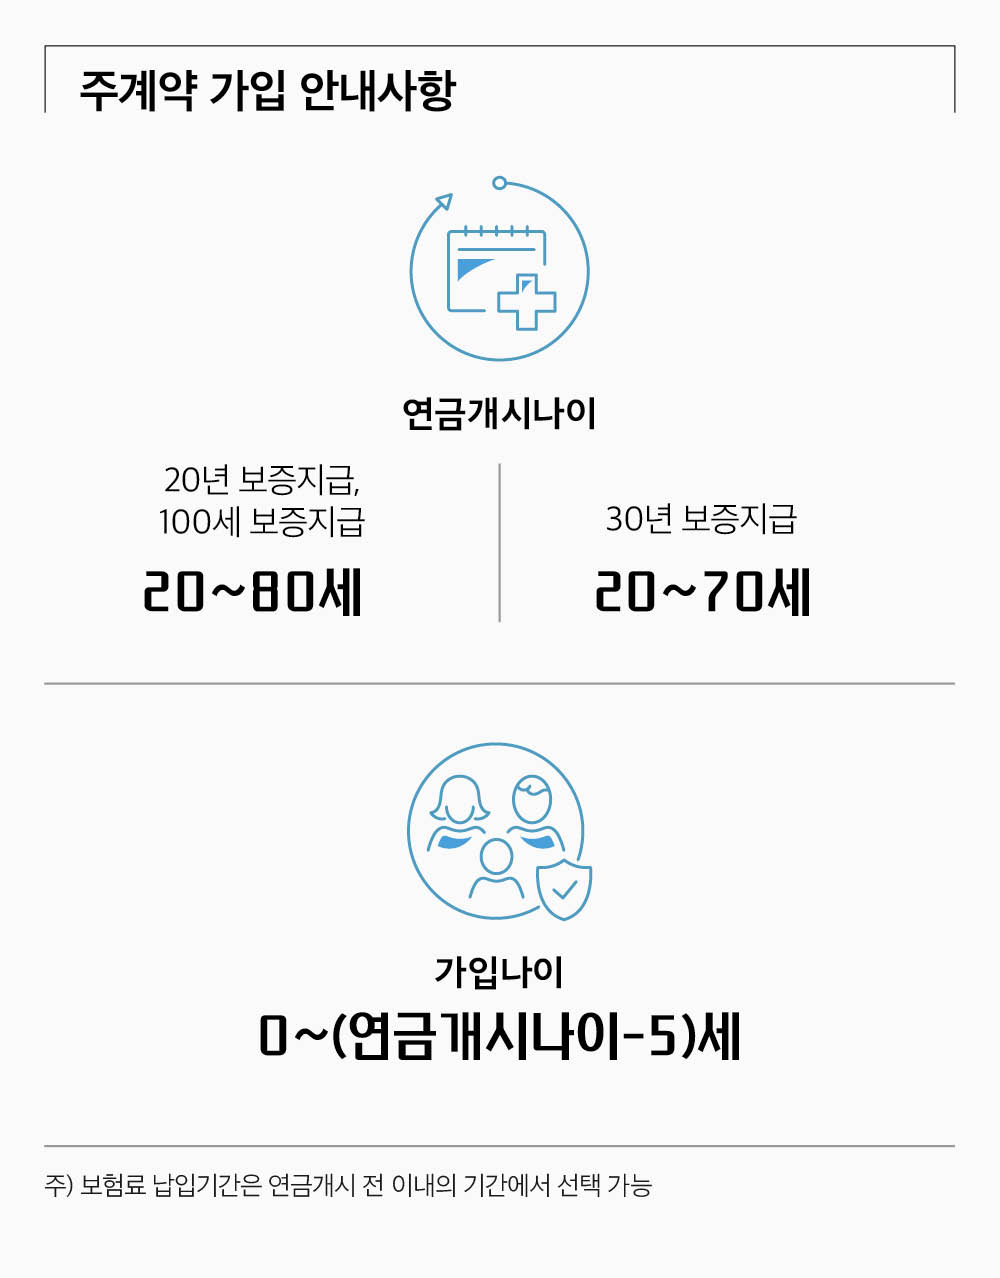 주계약 가입 안내사항
연금개시나이
20년 보증지급,
100세 보증지급
20~80세
30년 보증지급
20~70세
가입나이
0~(연금개시나이-5)세
주) 보험료 납입기간은 연금개시 전 이내의 기간에서 선택 가능